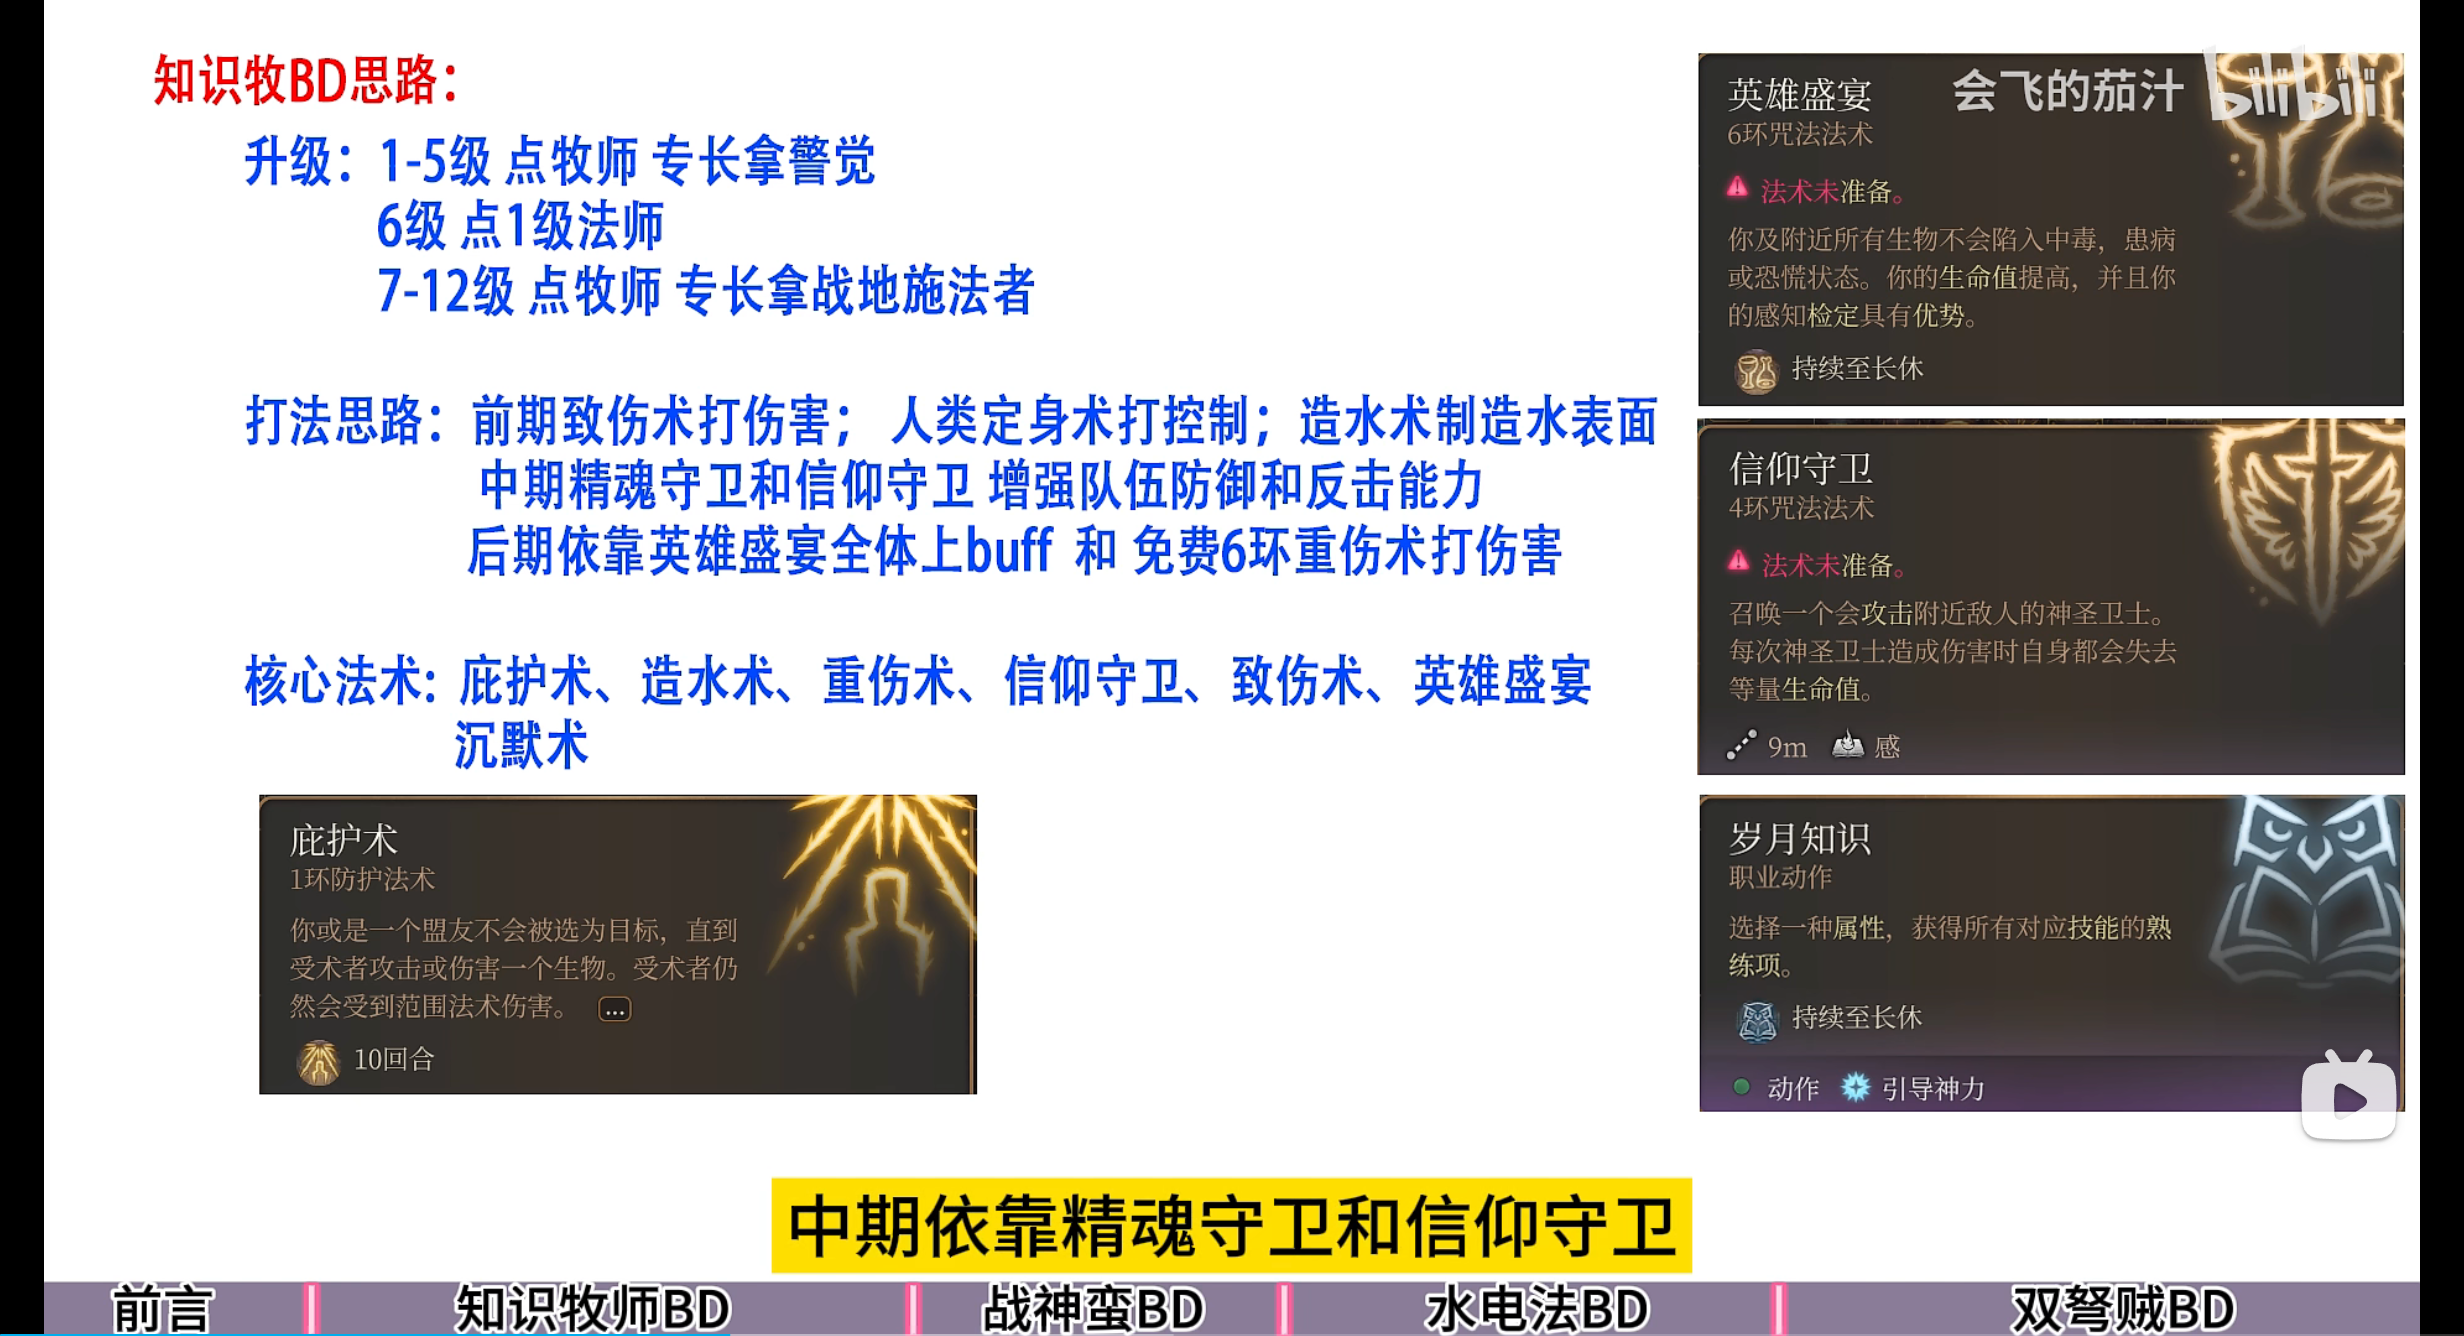 知识牧BD思路：
升级：1-5级 点牧师 专长拿警觉
6级 点1级法师
7-12级 点牧师 专长拿战地施法者
打法思路：前期致伤术打伤害； 人类定身术打控制；造水术制造水表面
中期精魂守卫和信仰守卫 增强队伍防御和反击能力
后期依靠英雄盛宴全体上buff 和 免费6环重伤术打伤害
核心法术：庇护术、造水术、重伤术、信仰守卫、致伤术、英雄盛宴
沉默术
庇护术
1环防护法术
你或是一个盟友不会被选为目标，直到
受术者攻击或伤害一个生物。受术者仍
然会受到范围法术伤害。 ...
10回合
会飞的茄汁 bilibili
英雄盛宴
6环咒法法术
法术未准备。
你及附近所有生物不会陷入中毒，患病
或恐慌状态。你的生命值提高，并且你
的感知检定具有优势。
持续至长休
信仰守卫
4环咒法法术
法术未准备。
召唤一个会攻击附近敌人的神圣卫士。
每次神圣卫士造成伤害时自身都会失去
等量生命值。
9m 感
岁月知识
职业动作
选择一种属性，获得所有对应技能的熟
练项。
持续至长休
动作 引导神力
中期依靠精魂守卫和信仰守卫
前言 知识牧师BD 战神蛮BD 水电法BD 双弩贼BD